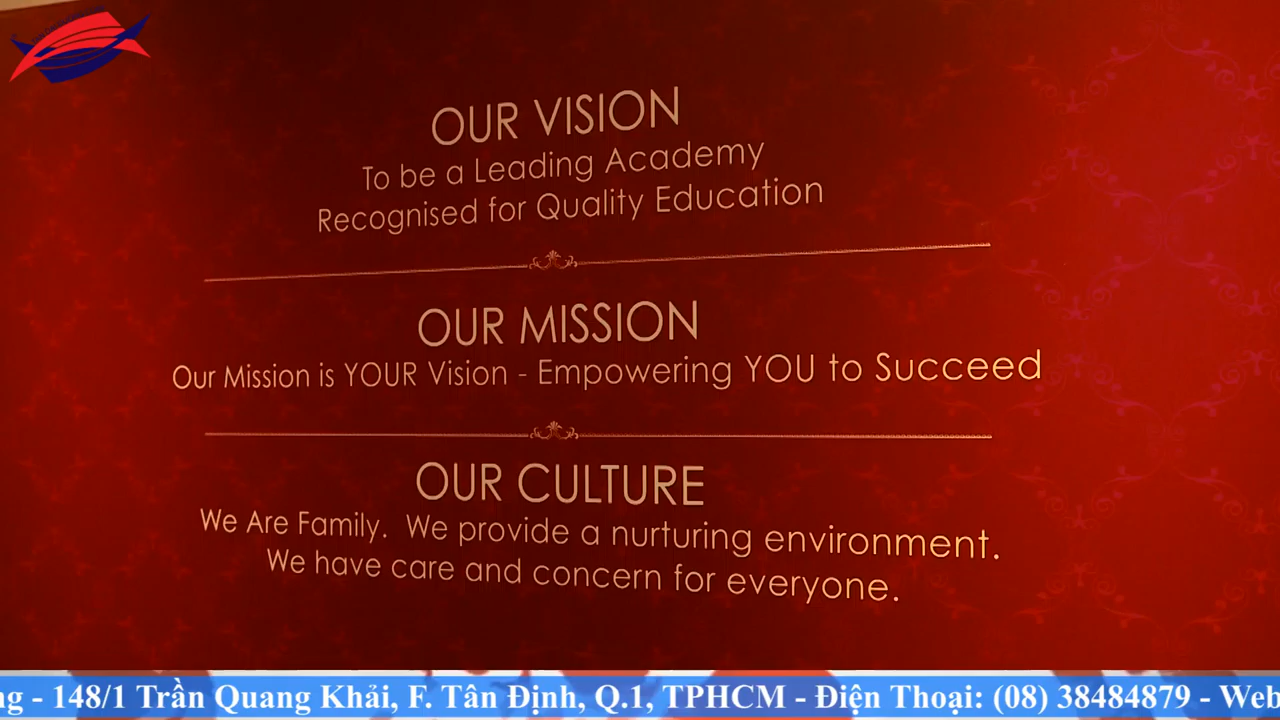 OUR VISION
To be a Leading Academy
Recognised for Quality Education
OUR MISSION
Our Mission is YOUR Vision - Empowering YOU to Succeed
OUR CULTURE
We Are Family. We provide a nurturing environment.
We have care and concern for everyone.
ng - 148/1 Trần Quang Khải, F. Tân Định, Q.1, TPHCM - Điện Thoại: (08) 38484879 - Web